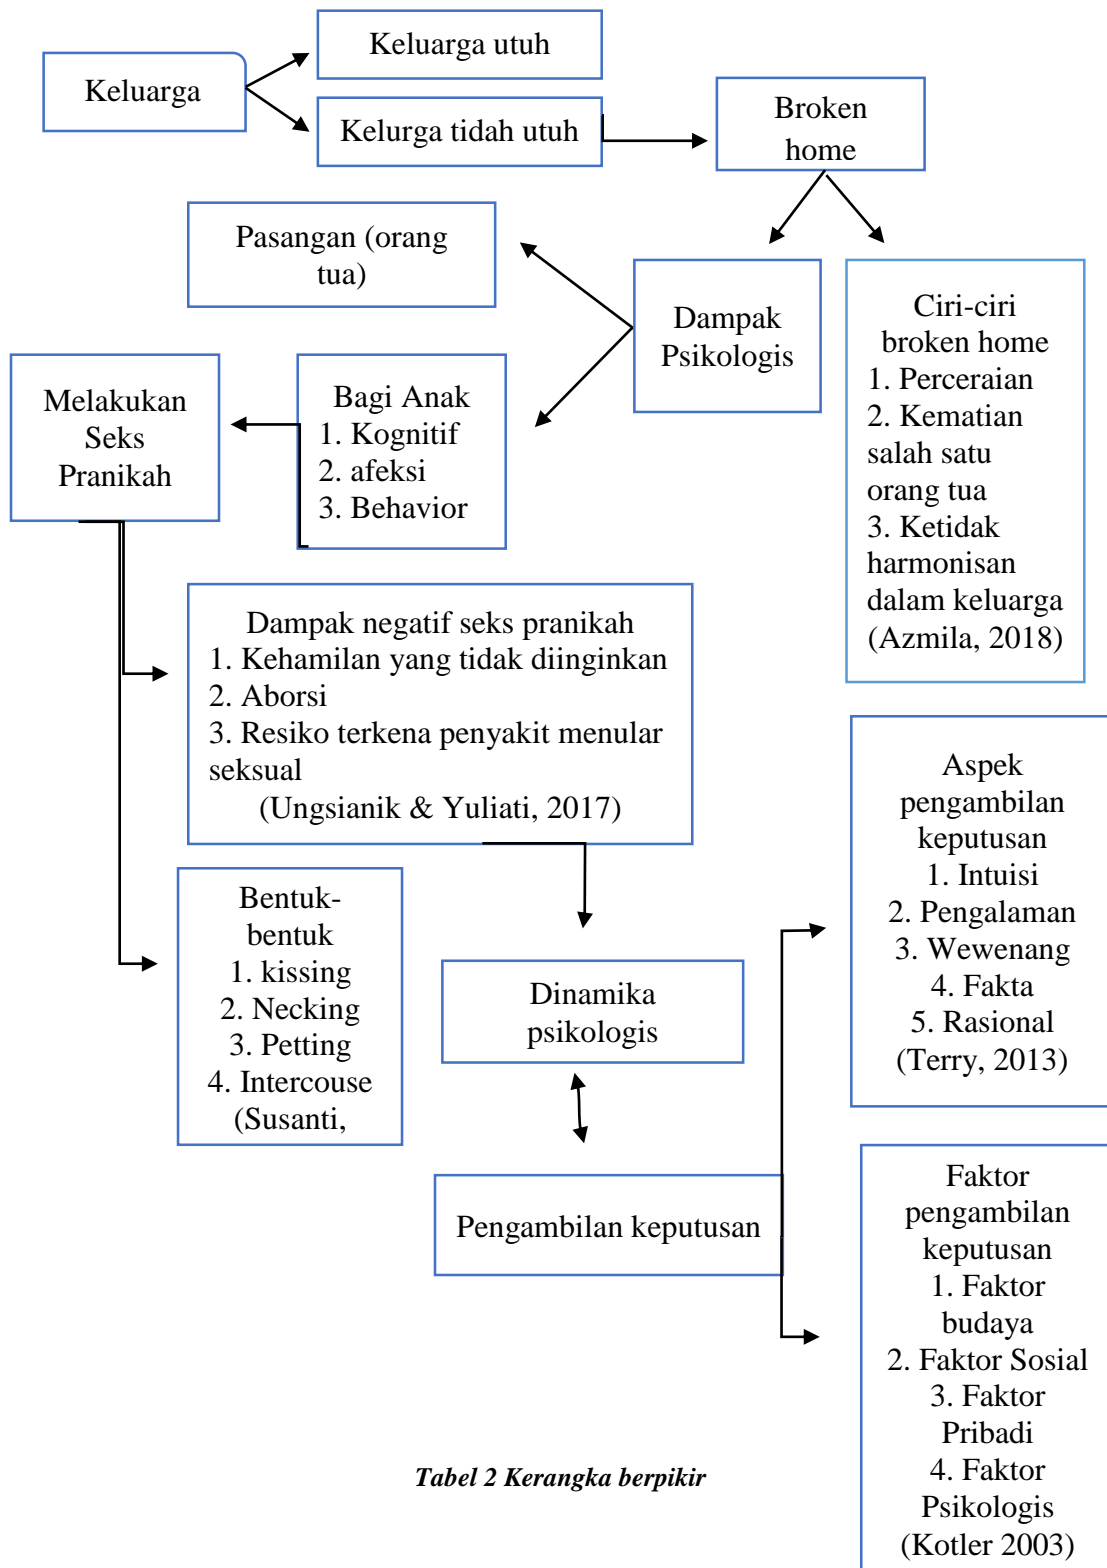 Keluarga
Keluarga utuh
Kelurga tidah utuh
Broken
home
Pasangan (orang
tua)
Dampak
Psikologis
Ciri-ciri
broken home
1. Perceraian
2. Kematian
salah satu
orang tua
3. Ketidak
harmonisan
dalam keluarga
(Azmila, 2018)
Melakukan
Seks
Pranikah
Bagi Anak
1. Kognitif
2. afeksi
3. Behavior
Dampak negatif seks pranikah
1. Kehamilan yang tidak diinginkan
2. Aborsi
3. Resiko terkena penyakit menular
seksual
(Ungsianik & Yuliati, 2017)
Bentuk-
bentuk
1. kissing
2. Necking
3. Petting
4. Intercouse
(Susanti,
Dinamika
psikologis
Aspek
pengambilan
keputusan
1. Intuisi
2. Pengalaman
3. Wewenang
4. Fakta
5. Rasional
(Terry, 2013)
Pengambilan keputusan
Faktor
pengambilan
keputusan
1. Faktor
budaya
2. Faktor Sosial
3. Faktor
Pribadi
4. Faktor
Psikologis
(Kotler 2003)
Tabel 2 Kerangka berpikir